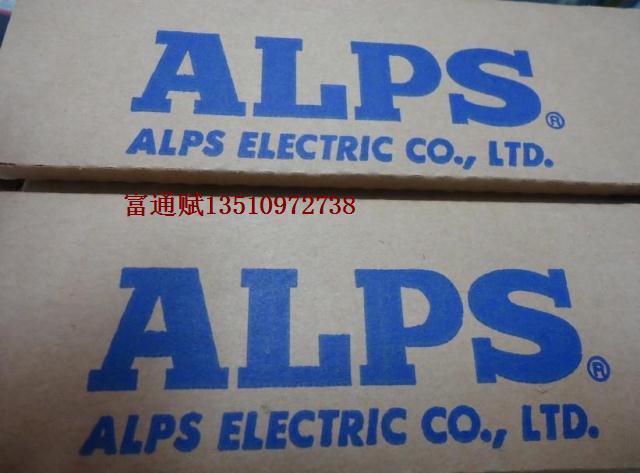 ALPS®
ALPS ELECTRIC CO., LTD.
富通赋13510972738
ALPS®
ALPS ELECTRIC CO., LTD.